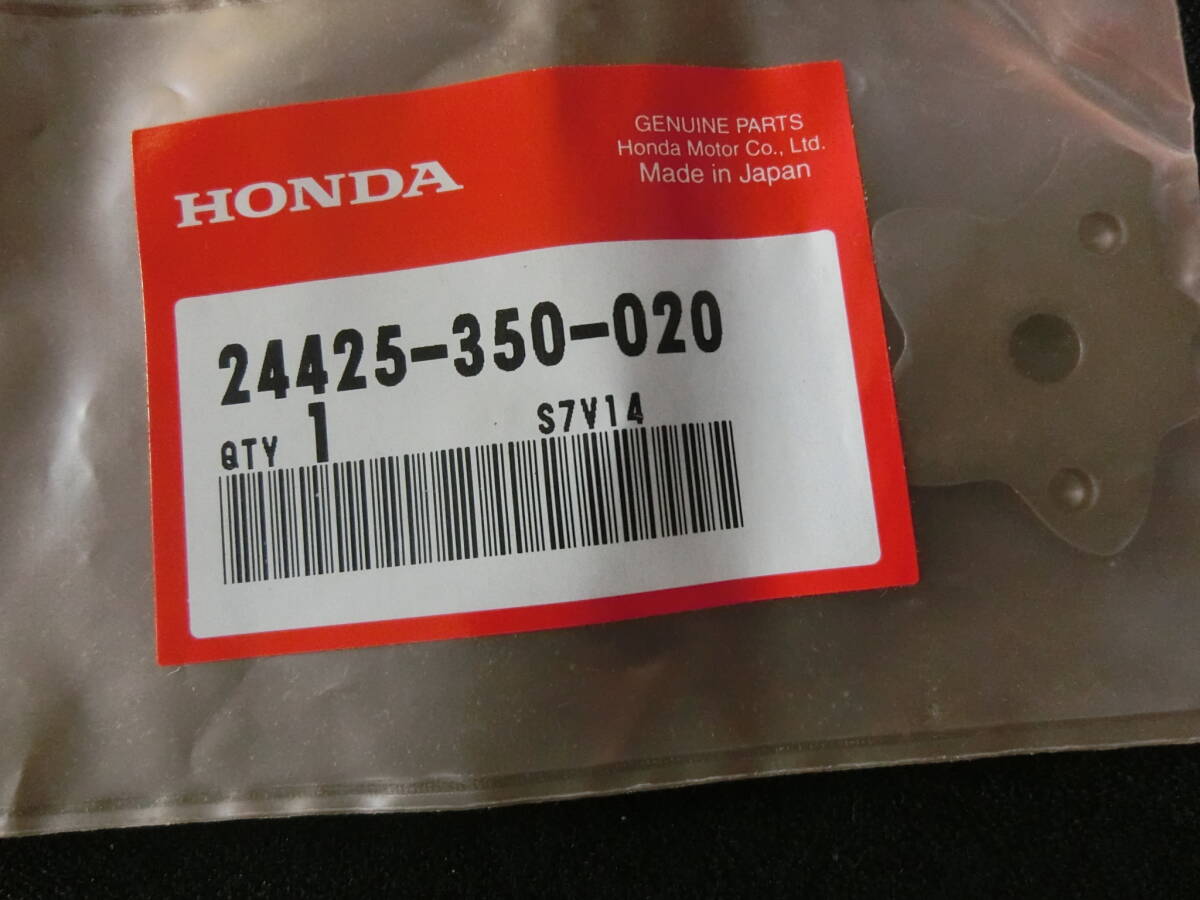 HONDA
GENUINE PARTS
Honda Motor Co., Ltd.
Made in Japan
24425-350-020
QTY 1 S7V14